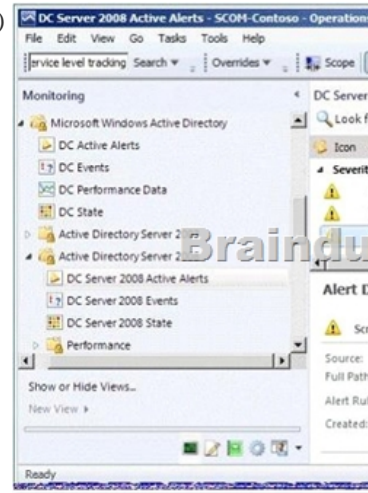 )
DC Server 2008 Active Alerts - SCOM-Contoso - Operations
File Edit View Go Tasks Tools Help
ervice level tracking Search Overrides Scope
Monitoring
DC Server
Look f
Microsoft Windows Active Directory
Icon
DC Active Alerts
Severit
DC Events
DC Performance Data
DC State
Active Directory Server 2
Braindu
Active Directory Server 2
DC Server 2008 Active Alerts
Alert D
DC Server 2008 Events
DC Server 2008 State
Scr
Performance
Source:
Full Path
Show or Hide Views...
Alert Ru
New View
Created:
Ready